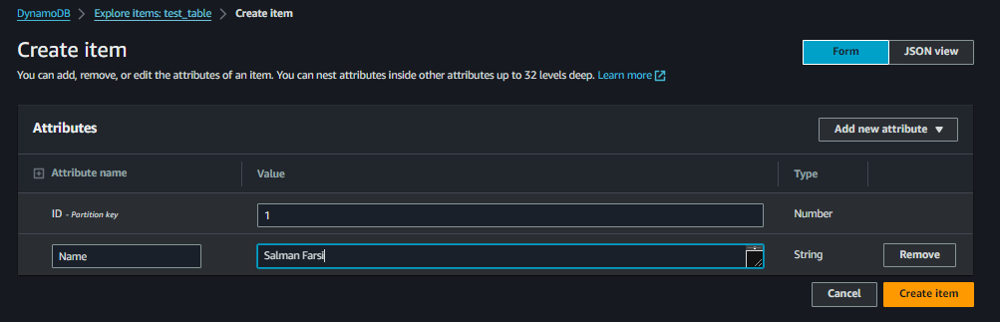 DynamoDB > Explore items: test_table > Create item
Create item
Form JSON view
You can add, remove, or edit the attributes of an item. You can nest attributes inside other attributes up to 32 levels deep. Learn more
Attributes
Add new attribute
Attribute name Value Type
ID - Partition key 1 Number
Name Salman Farsi String Remove
Cancel Create item